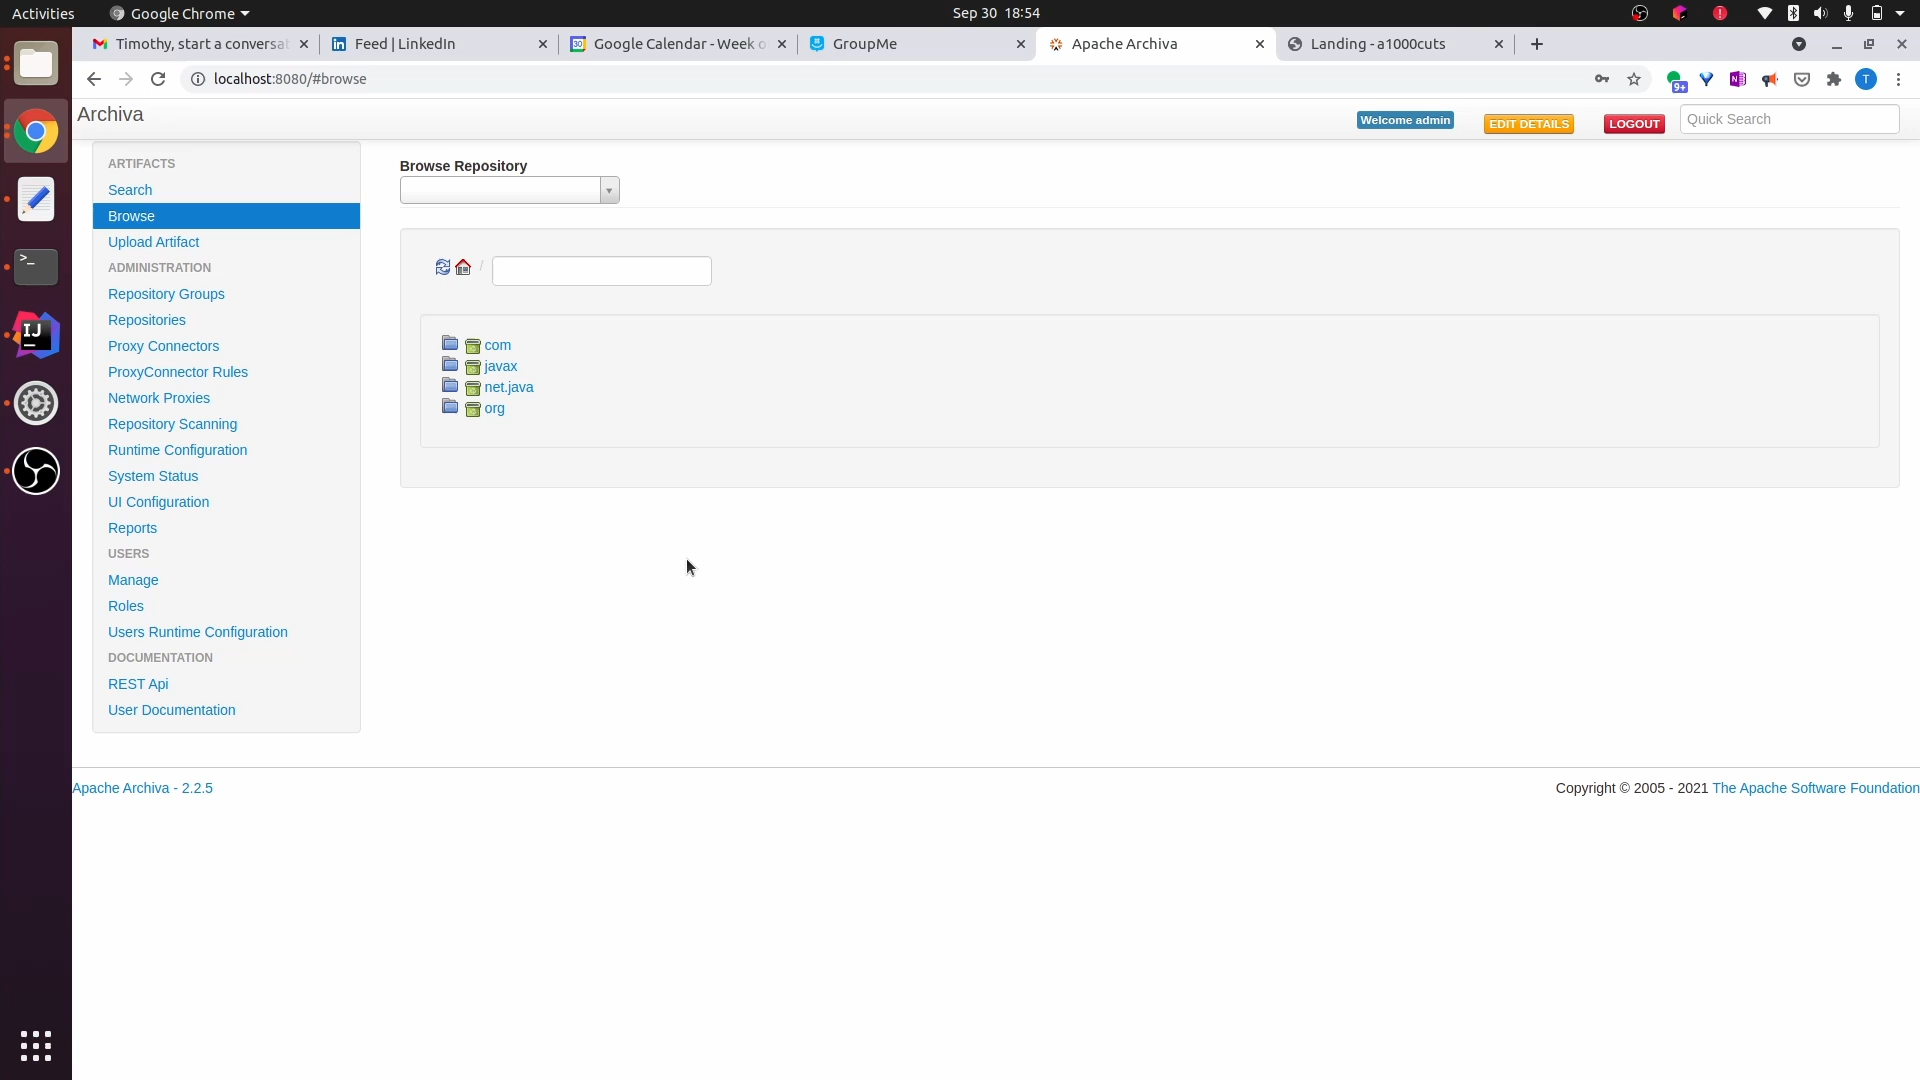 Activities Google Chrome Sep 30 18:54
Timothy, start a conversat Feed | LinkedIn Google Calendar - Week o GroupMe Apache Archiva Landing - a1000cuts
localhost:8080/#browse 9+ T
Archiva Welcome admin EDIT DETAILS LOGOUT Quick Search
ARTIFACTS
Search
Browse
Upload Artifact
ADMINISTRATION
Repository Groups
Repositories
Proxy Connectors
ProxyConnector Rules
Network Proxies
Repository Scanning
Runtime Configuration
System Status
UI Configuration
Reports
USERS
Manage
Roles
Users Runtime Configuration
DOCUMENTATION
REST Api
User Documentation
Browse Repository
/
com
javax
net.java
org
Apache Archiva - 2.2.5 Copyright © 2005 - 2021 The Apache Software Foundation